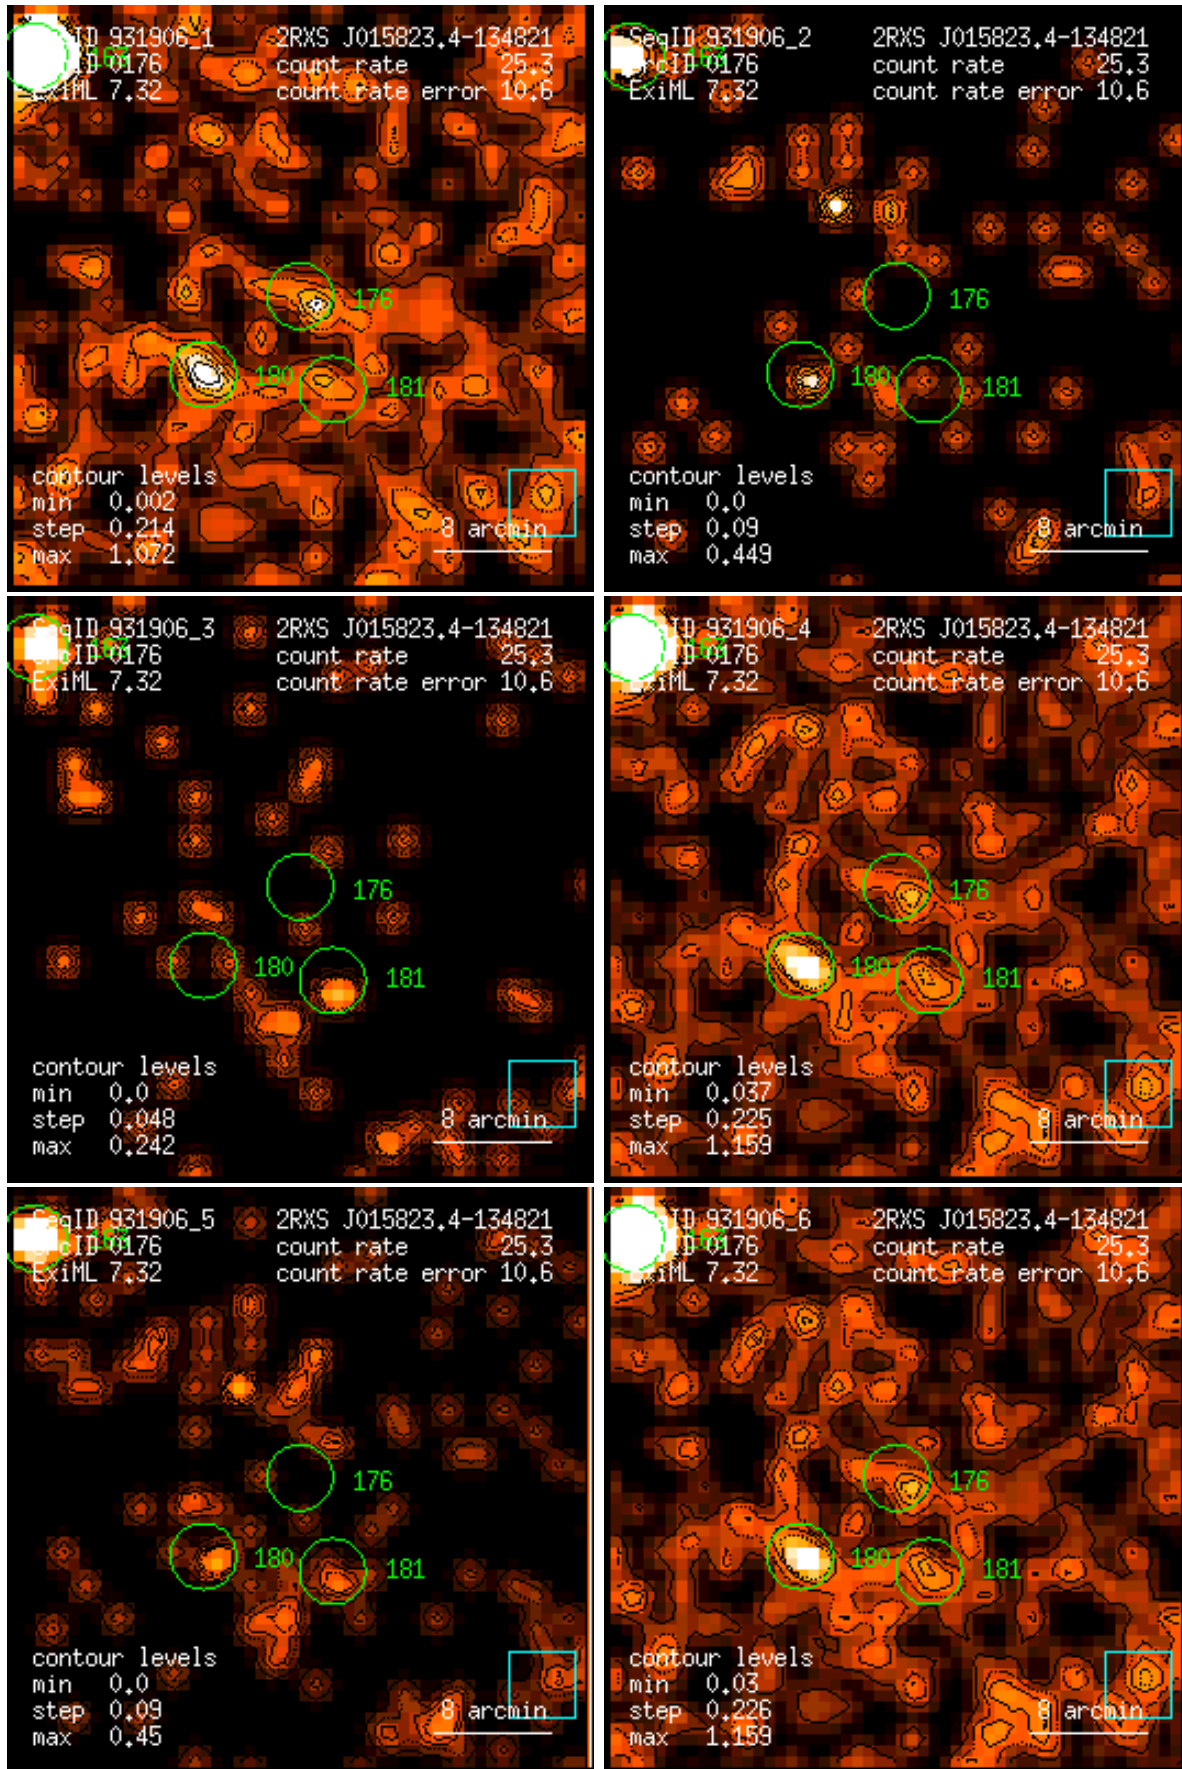 ID 931906_1 2RXS J015823.4-134821
ID 0176 count rate 25.3
ExiML 7.32 count rate error 10.6
176
180
181
contour levels
min 0.002
step 0.214 8 arcmin
max 1.072
SeqID 931906_2 2RXS J015823.4-134821
srcID 0176 count rate 25.3
ExiML 7.32 count rate error 10.6
176
180
181
contour levels
min 0.0
step 0.09 8 arcmin
max 0.449
SeqID 931906_3 2RXS J015823.4-134821
srcID 0176 count rate 25.3
ExiML 7.32 count rate error 10.6
176
180
181
contour levels
min 0.0
step 0.048 8 arcmin
max 0.242
ID 931906_4 2RXS J015823.4-134821
ID 0176 count rate 25.3
ExiML 7.32 count rate error 10.6
176
180
181
contour levels
min 0.037
step 0.225 8 arcmin
max 1.159
SeqID 931906_5 2RXS J015823.4-134821
srcID 0176 count rate 25.3
ExiML 7.32 count rate error 10.6
176
180
181
contour levels
min 0.0
step 0.09 8 arcmin
max 0.45
ID 931906_6 2RXS J015823.4-134821
ID 0176 count rate 25.3
ExiML 7.32 count rate error 10.6
176
180
181
contour levels
min 0.03
step 0.226 8 arcmin
max 1.159